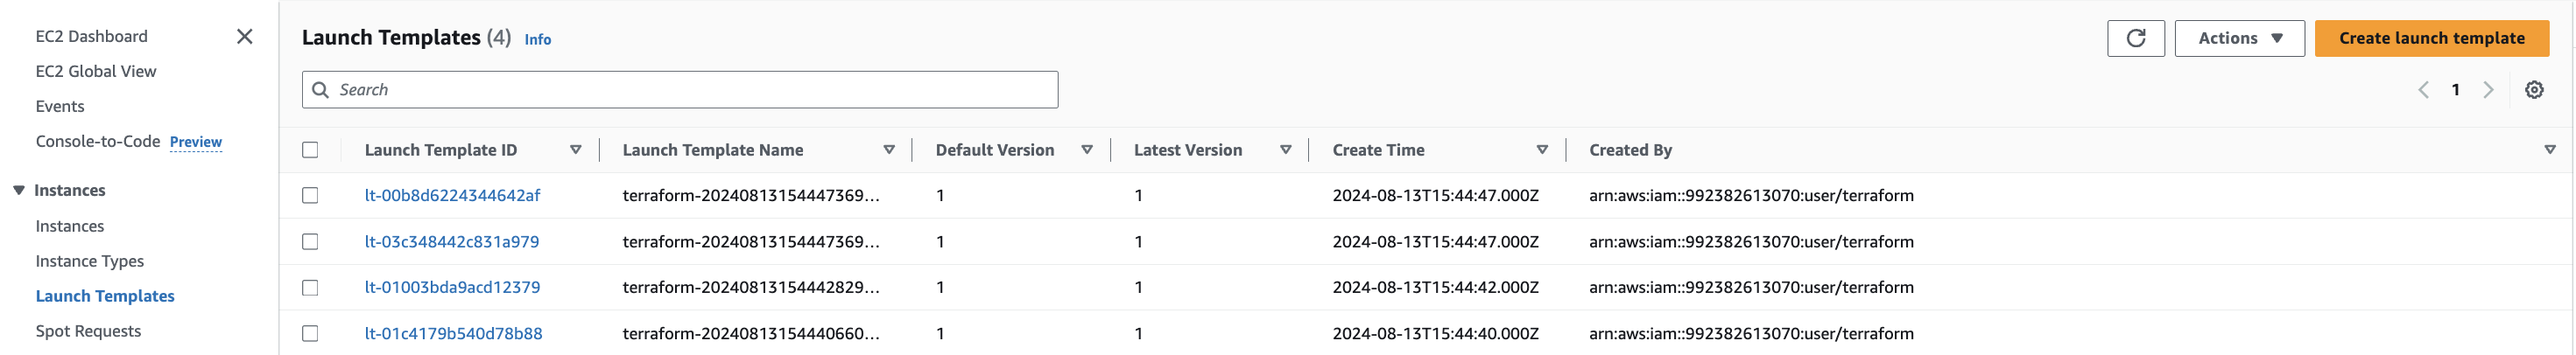 EC2 Dashboard
EC2 Global View
Events
Console-to-Code Preview
Instances
Instances
Instance Types
Launch Templates
Spot Requests
Launch Templates (4) Info
Actions
Create launch template
Search
1
Launch Template ID Launch Template Name Default Version Latest Version Create Time Created By
lt-00b8d6224344642af terraform-20240813154447369... 1 1 2024-08-13T15:44:47.000Z arn:aws:iam::992382613070:user/terraform
lt-03c348442c831a979 terraform-20240813154447369... 1 1 2024-08-13T15:44:47.000Z arn:aws:iam::992382613070:user/terraform
lt-01003bda9acd12379 terraform-20240813154442829... 1 1 2024-08-13T15:44:42.000Z arn:aws:iam::992382613070:user/terraform
lt-01c4179b540d78b88 terraform-20240813154440660... 1 1 2024-08-13T15:44:40.000Z arn:aws:iam::992382613070:user/terraform